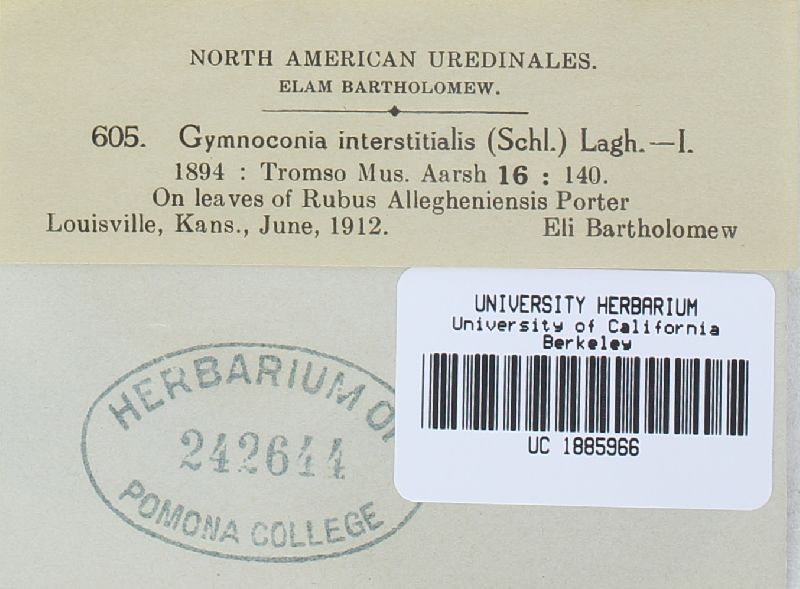 NORTH AMERICAN UREDINALES.
ELAM BARTHOLOMEW.
605. Gymnoconia interstitialis (Schl.) Lagh.—I.
1894 : Tromso Mus. Aarsh 16 : 140.
On leaves of Rubus Allegheniensis Porter
Louisville, Kans., June, 1912. Eli Bartholomew
UNIVERSITY HERBARIUM
University of California
Berkeley
UC 1885966
HERBARIUM OF
242644
POMONA COLLEGE